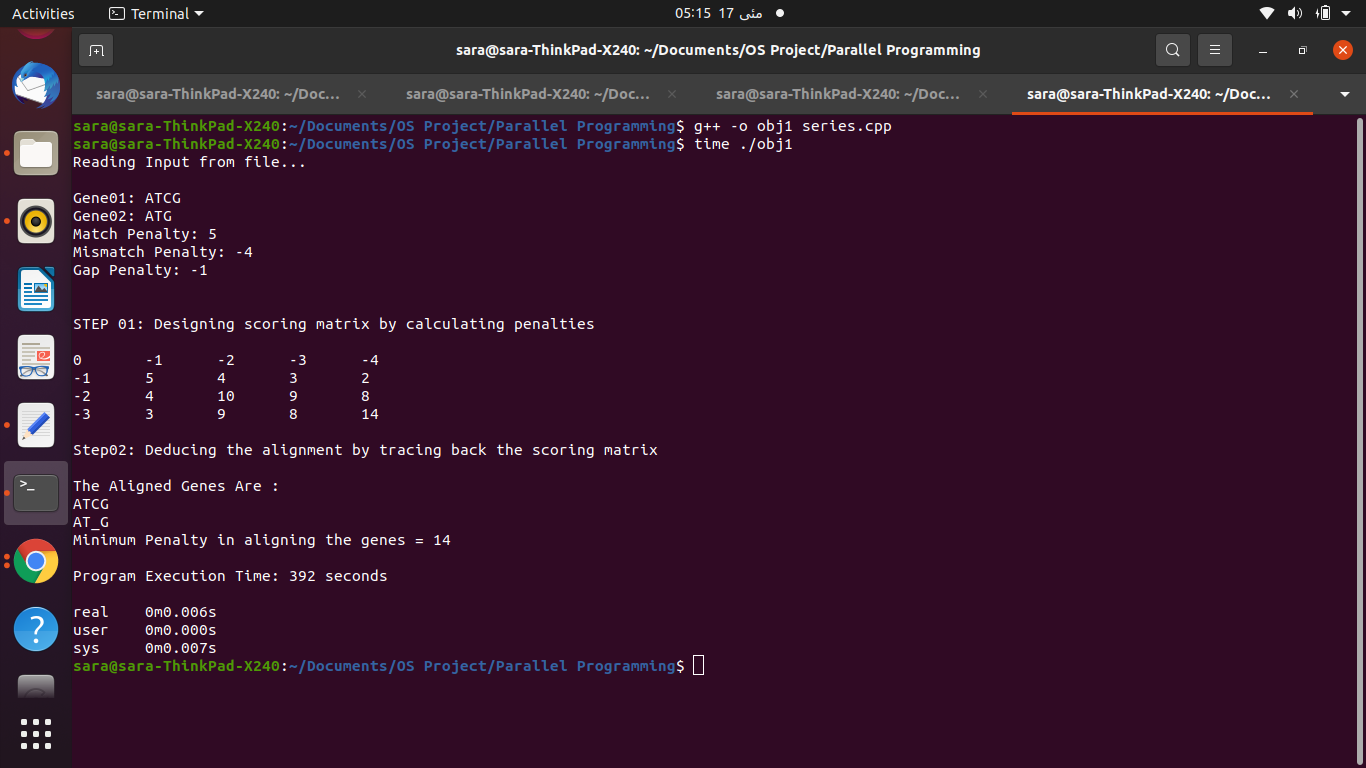 Activities Terminal 05:15 17 مئی
sara@sara-ThinkPad-X240: ~/Documents/OS Project/Parallel Programming
sara@sara-ThinkPad-X240: ~/Doc... sara@sara-ThinkPad-X240: ~/Doc... sara@sara-ThinkPad-X240: ~/Doc... sara@sara-ThinkPad-X240: ~/Doc...
sara@sara-ThinkPad-X240:~/Documents/OS Project/Parallel Programming$ g++ -o obj1 series.cpp
sara@sara-ThinkPad-X240:~/Documents/OS Project/Parallel Programming$ time ./obj1
Reading Input from file...
Gene01: ATCG
Gene02: ATG
Match Penalty: 5
Mismatch Penalty: -4
Gap Penalty: -1
STEP 01: Designing scoring matrix by calculating penalties
0 -1 -2 -3 -4
-1 5 4 3 2
-2 4 10 9 8
-3 3 9 8 14
Step02: Deducing the alignment by tracing back the scoring matrix
The Aligned Genes Are :
ATCG
AT_G
Minimum Penalty in aligning the genes = 14
Program Execution Time: 392 seconds
real 0m0.006s
user 0m0.000s
sys 0m0.007s
sara@sara-ThinkPad-X240:~/Documents/OS Project/Parallel Programming$